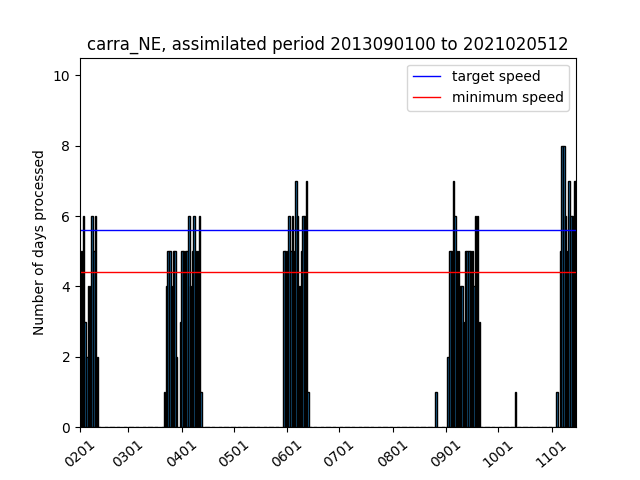 carra_NE, assimilated period 2013090100 to 2021020512
target speed
minimum speed
Number of days processed
10
8
6
4
2
0
0201 0301 0401 0501 0601 0701 0801 0901 1001 1101